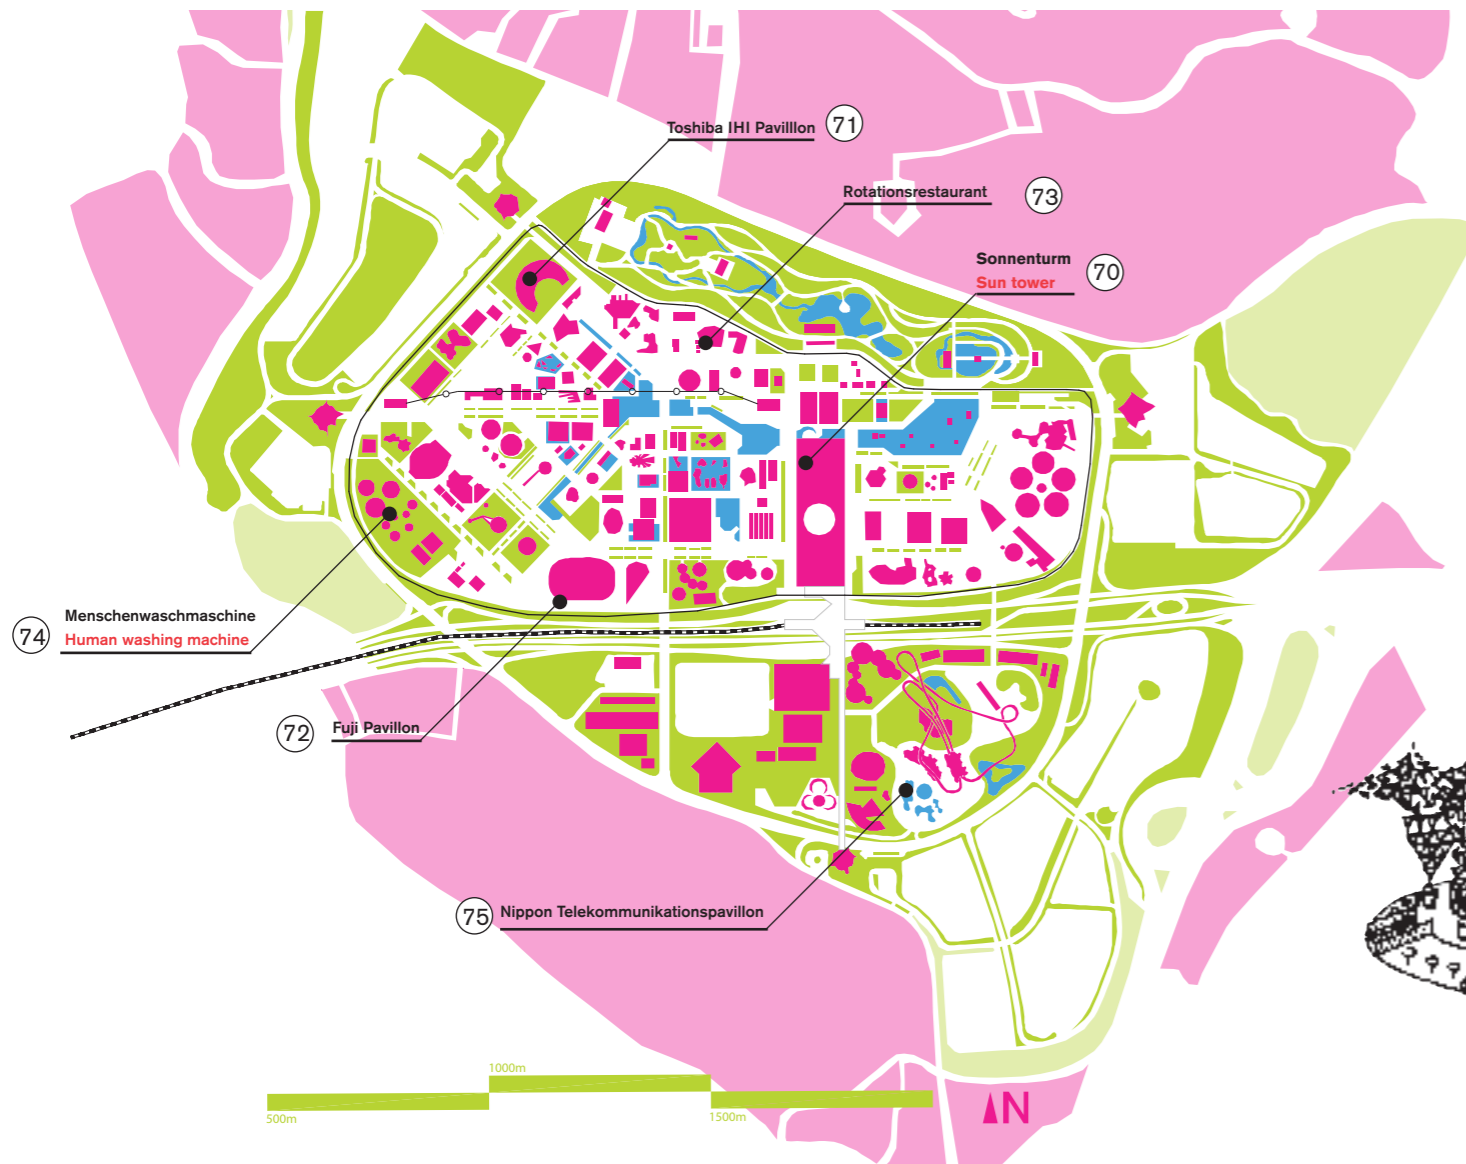 Toshiba IHI Pavilllon
71
Rotationsrestaurant
73
Sonnenturm
Sun tower
70
Menschenwaschmaschine
Human washing machine
74
72
Fuji Pavillon
75
Nippon Telekommunikationspavillon
1000m
500m
1500m
N